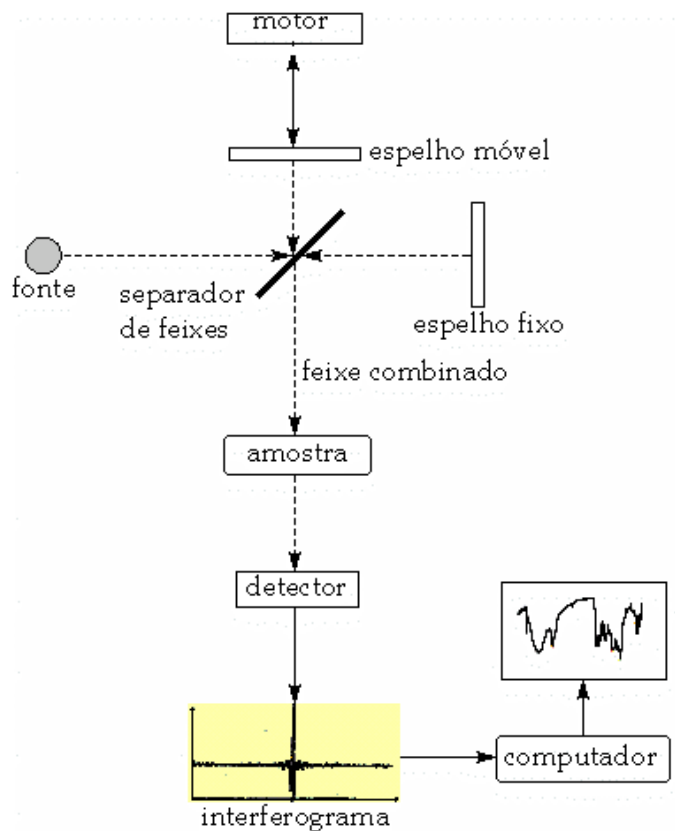 motor
espelho móvel
fonte
separador
de feixes
espelho fixo
feixe combinado
amostra
detector
computador
interferograma